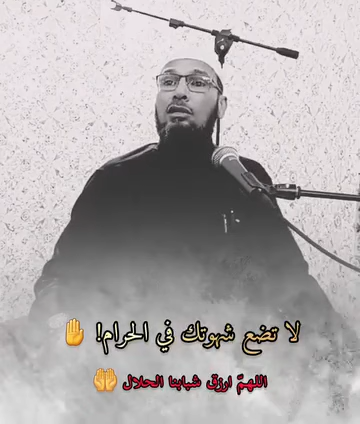 لا تضع شهوتك في الحرام! ✋
اللهمّ ارزق شبابنا الحلال 🤲